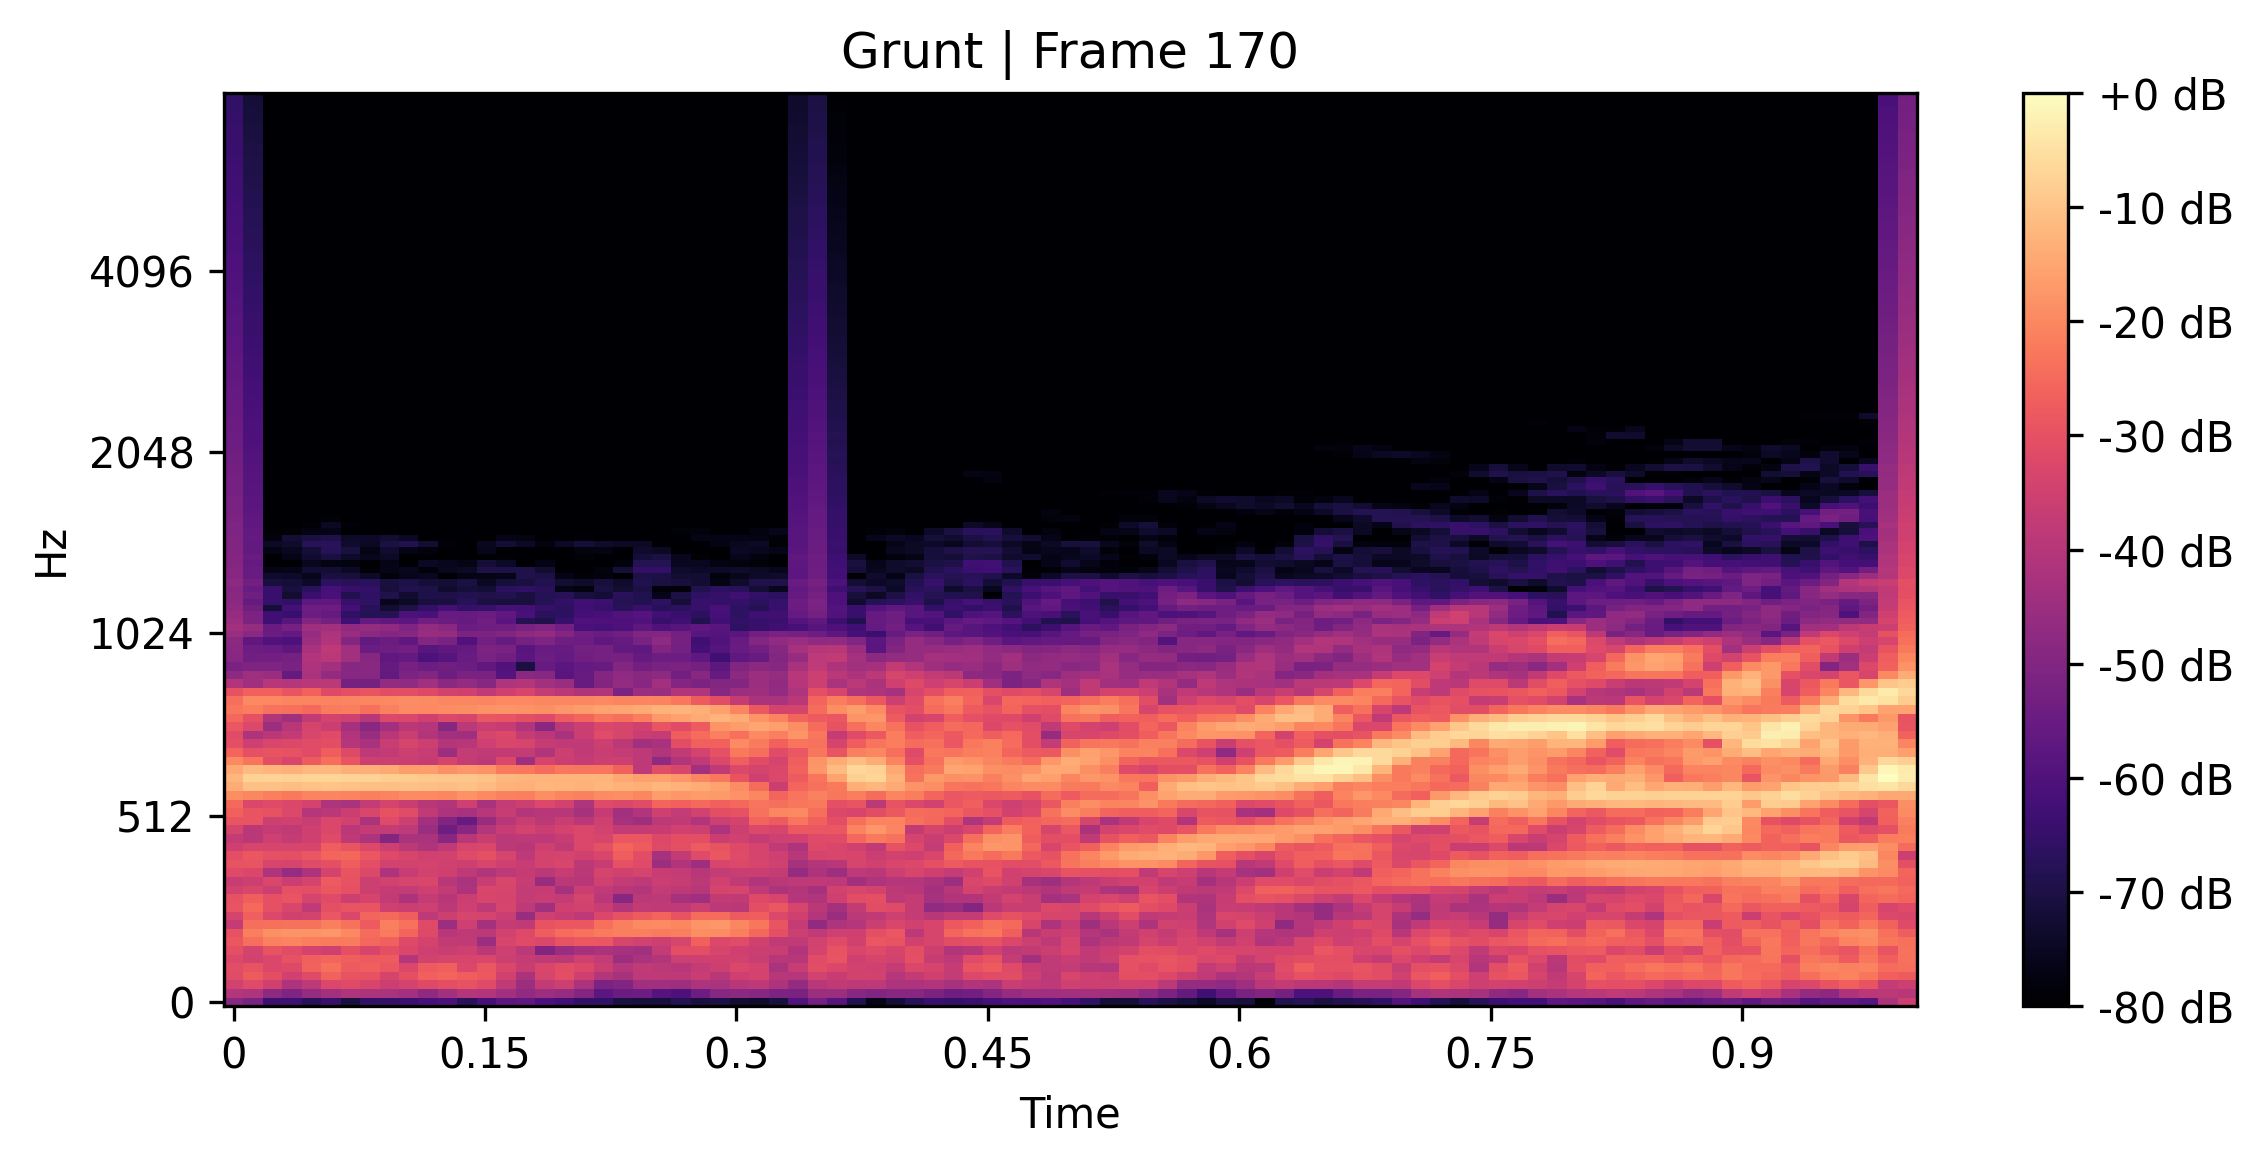 Grunt | Frame 170
+0 dB
-10 dB
-20 dB
-30 dB
-40 dB
-50 dB
-60 dB
-70 dB
-80 dB
Hz
4096
2048
1024
512
0
0 0.15 0.3 0.45 0.6 0.75 0.9
Time